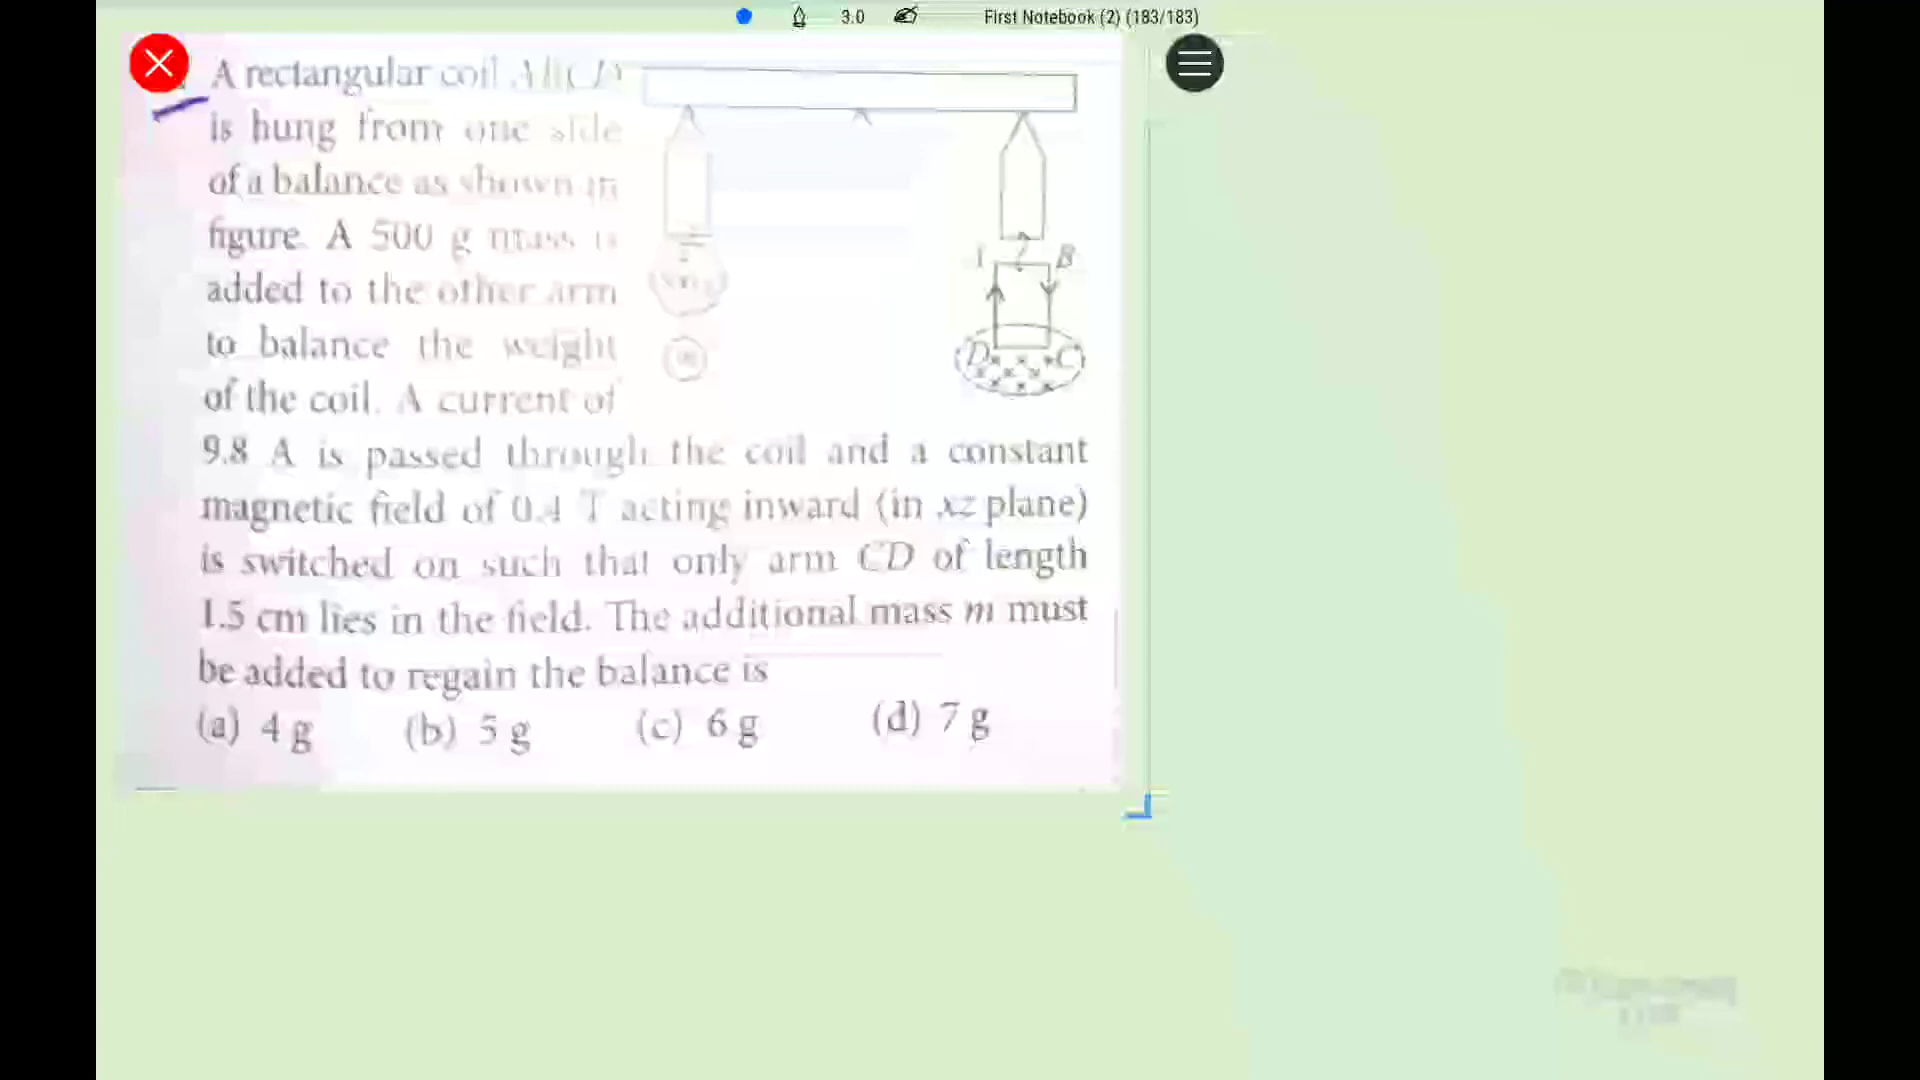 3.0 First Notebook (2) (183/183)
A rectangular coil ABCD
is hung from one side
of a balance as shown in
figure. A 500 g mass is
added to the other arm
to balance the weight
of the coil. A current of
9.8 A is passed through the coil and a constant
magnetic field of 0.4 T acting inward (in xz plane)
is switched on such that only arm CD of length
1.5 cm lies in the field. The additional mass m must
be added to regain the balance is
(a) 4 g (b) 5 g (c) 6 g (d) 7 g
B
D C